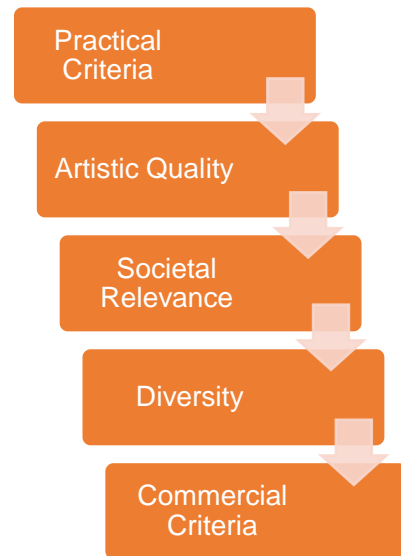 Practical
Criteria
Artistic Quality
Societal
Relevance
Diversity
Commercial
Criteria